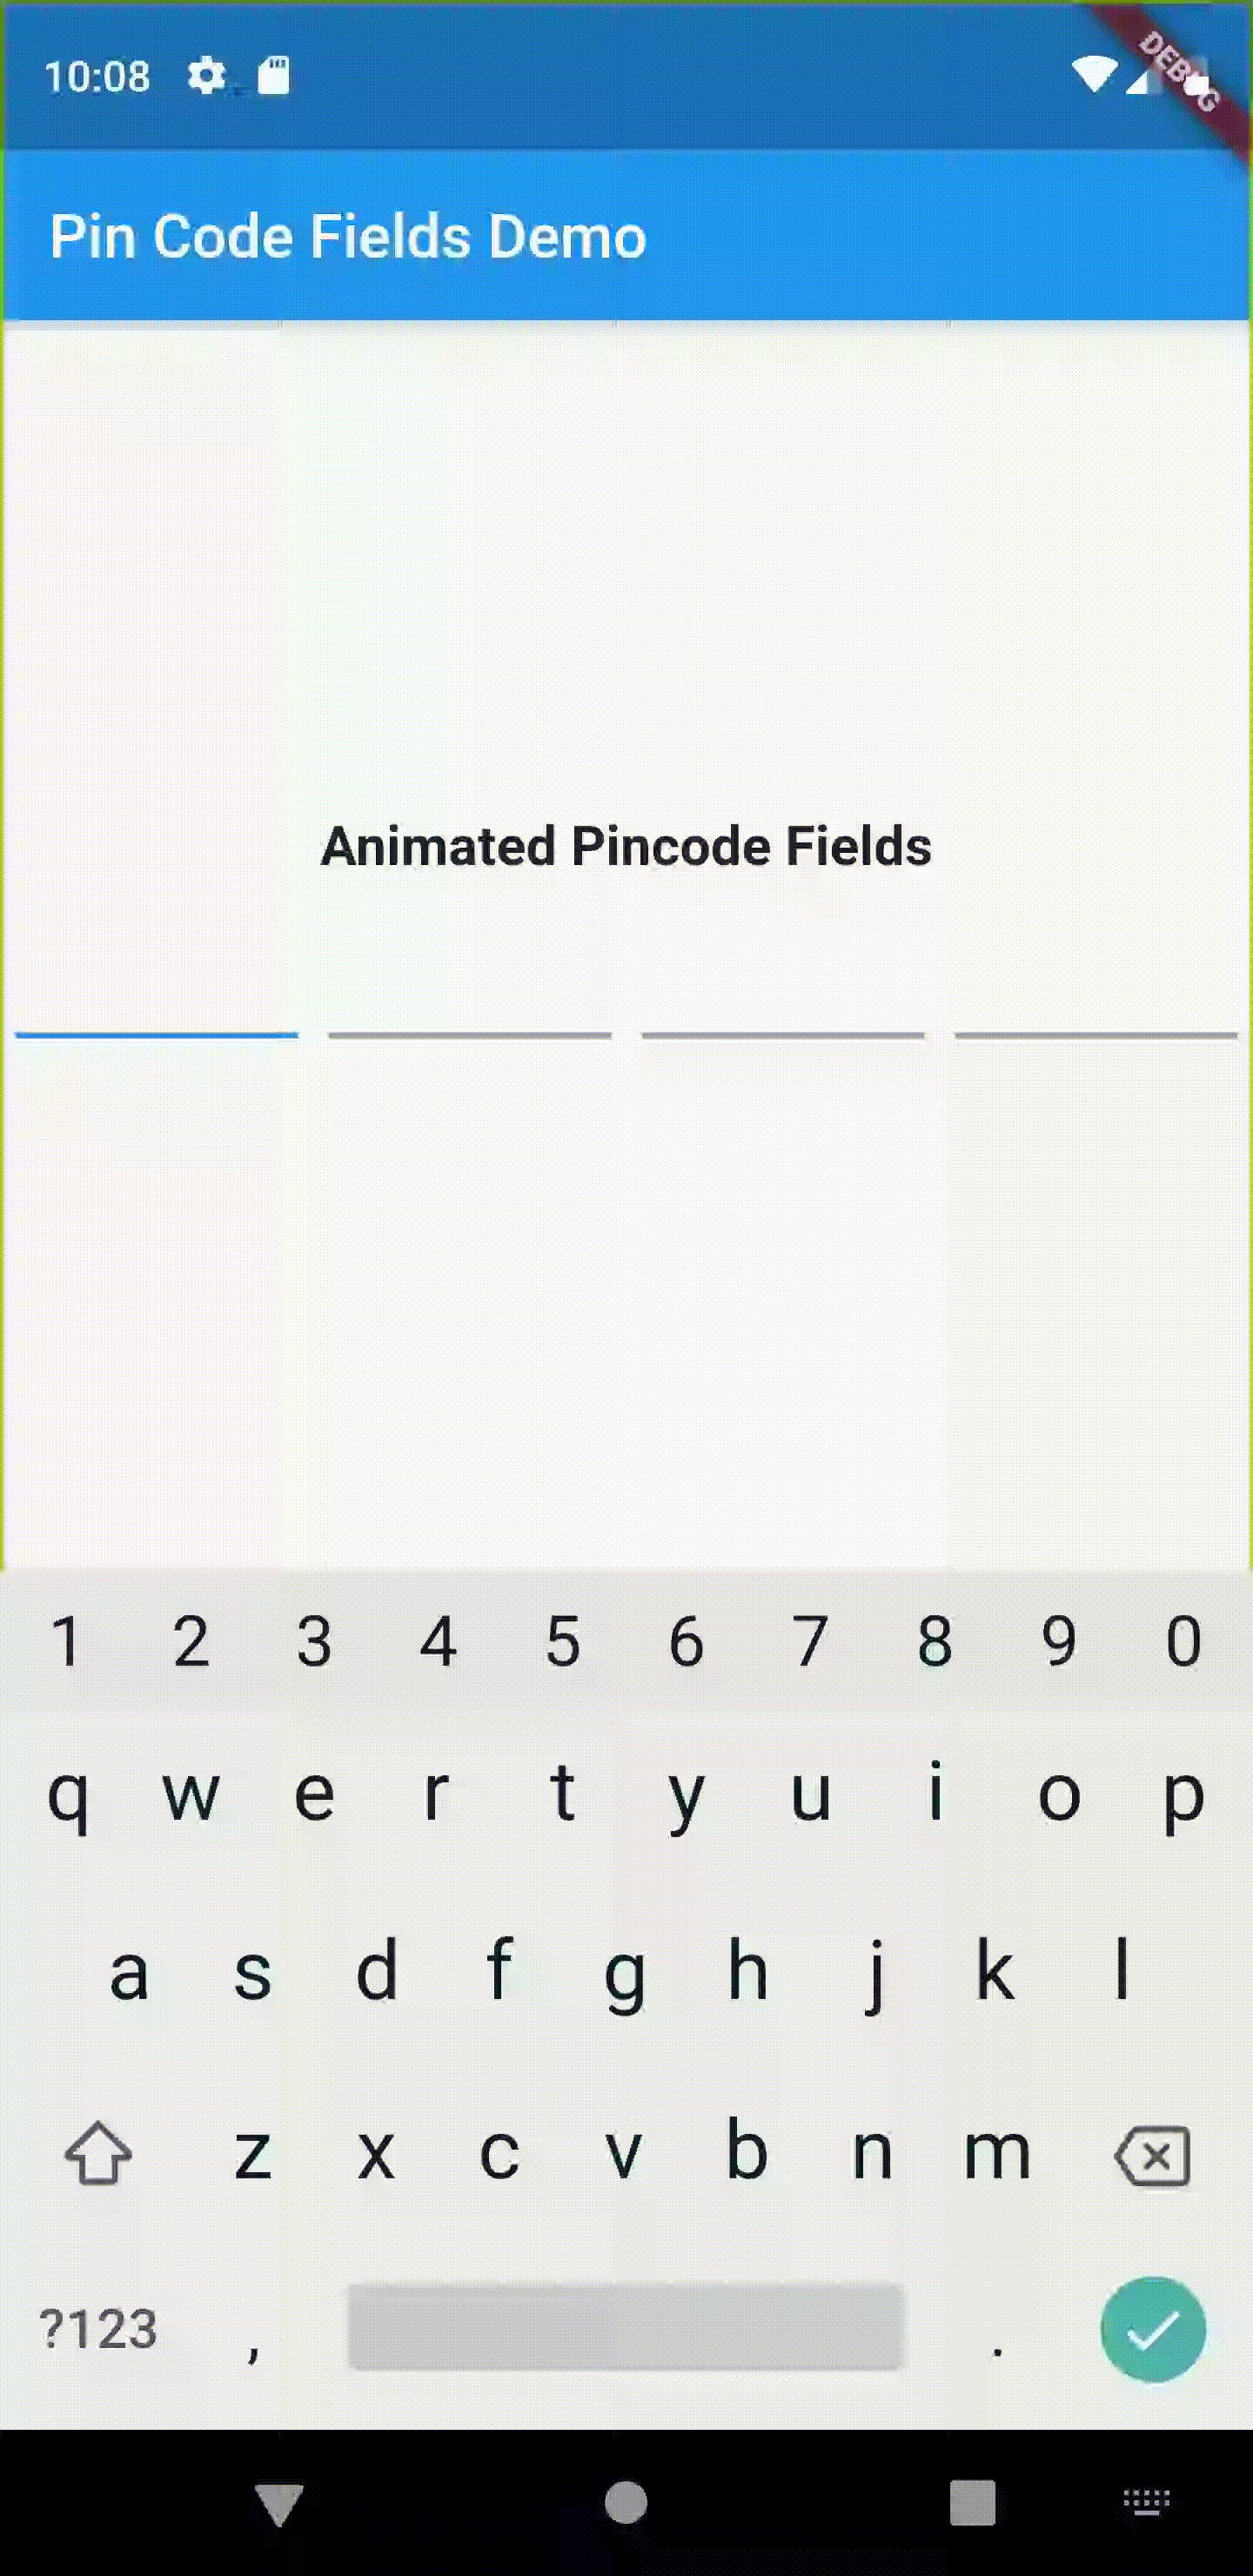 10:08
DEBUG
Pin Code Fields Demo
Animated Pincode Fields
1 2 3 4 5 6 7 8 9 0
q w e r t y u i o p
a s d f g h j k l
z x c v b n m
?123 , .